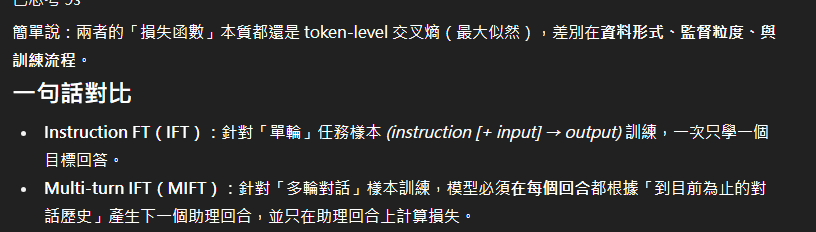 簡單說：兩者的「損失函數」本質都還是 token-level 交叉熵（最大似然），差別在資料形式、監督粒度、與
訓練流程。
一句話對比
• Instruction FT（IFT）：針對「單輪」任務樣本 (instruction [+ input] → output) 訓練，一次只學一個
目標回答。
• Multi-turn IFT（MIFT）：針對「多輪對話」樣本訓練，模型必須在每個回合都根據「到目前為止的對
話歷史」產生下一個助理回合，並只在助理回合上計算損失。